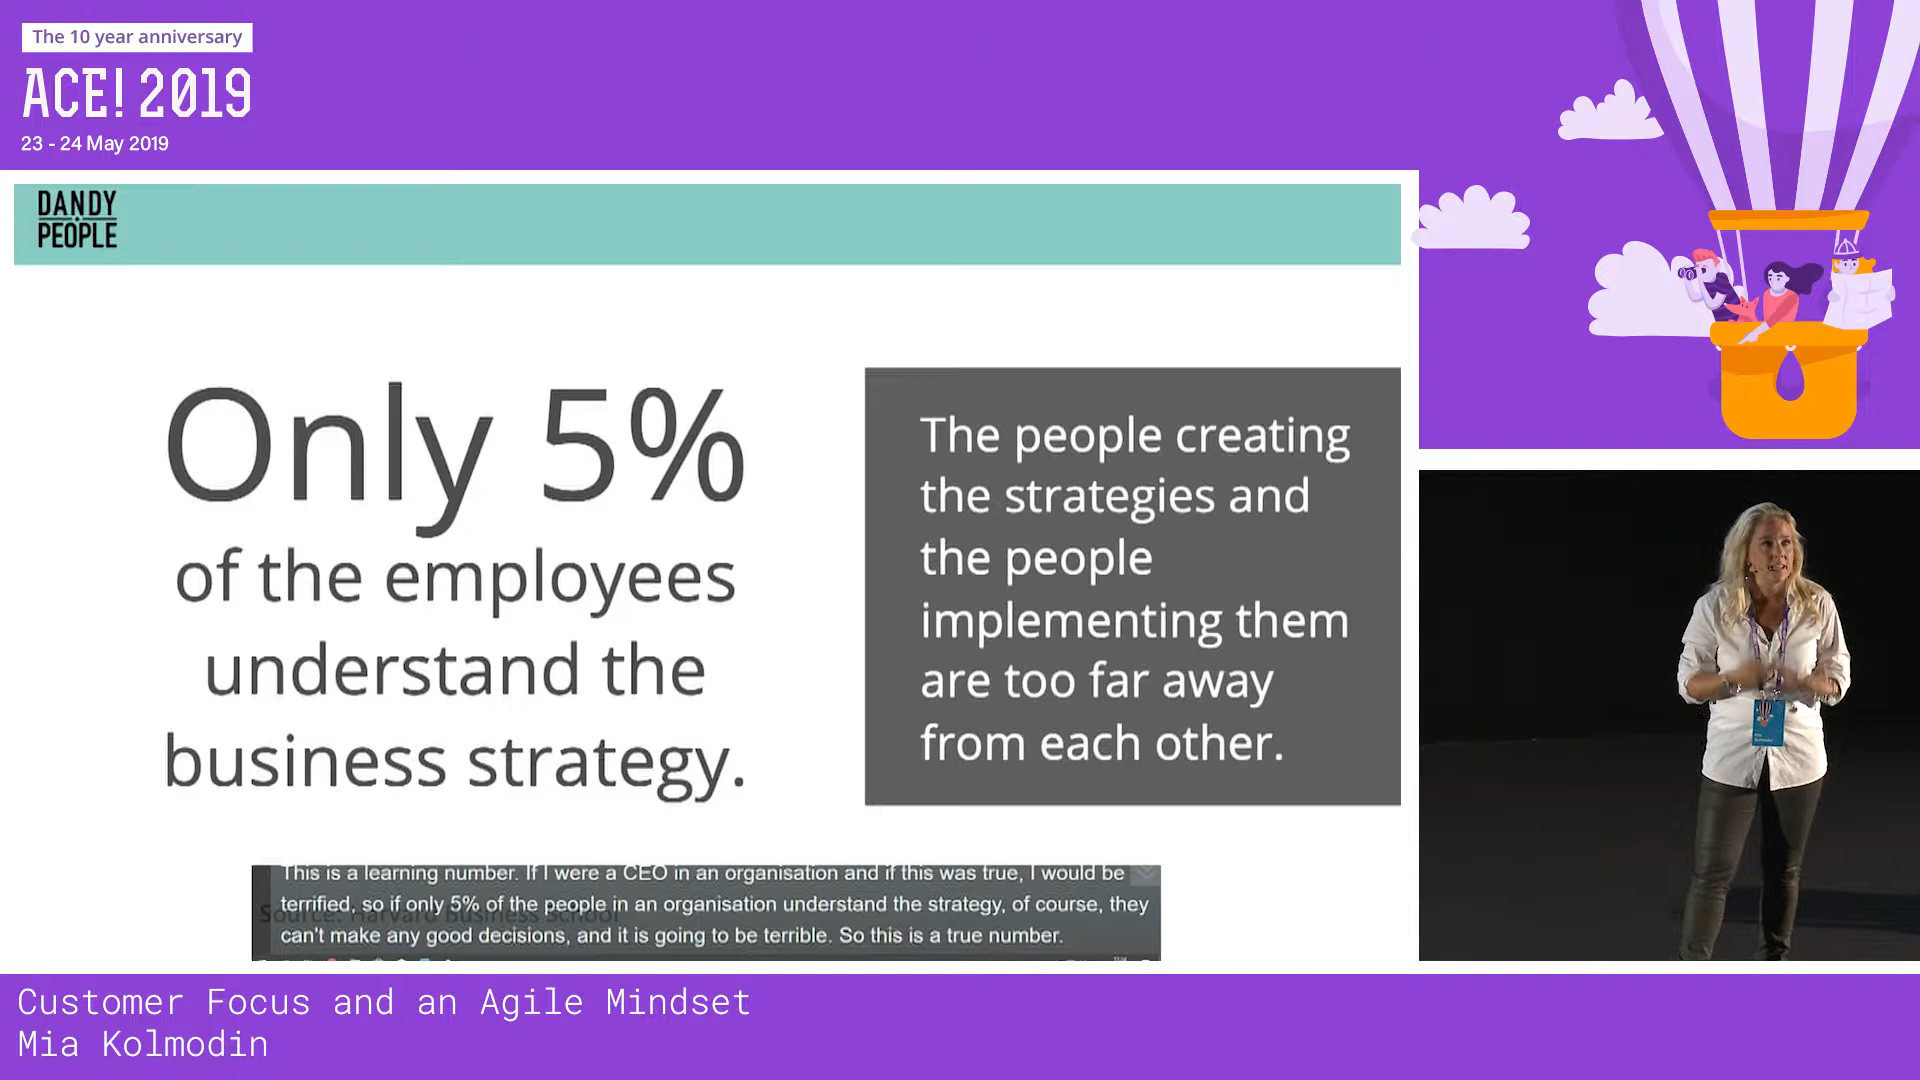 The 10 year anniversary
ACE! 2019
23 - 24 May 2019
DANDY
PEOPLE
Only 5%
of the employees
understand the
business strategy.
The people creating
the strategies and
the people
implementing them
are too far away
from each other.
This is a learning number. If I were a CEO in an organisation and if this was true, I would be
terrified, so if only 5% of the people in an organisation understand the strategy, of course, they
can't make any good decisions, and it is going to be terrible. So this is a true number.
Source: Harvard Business School
Customer Focus and an Agile Mindset
Mia Kolmodin